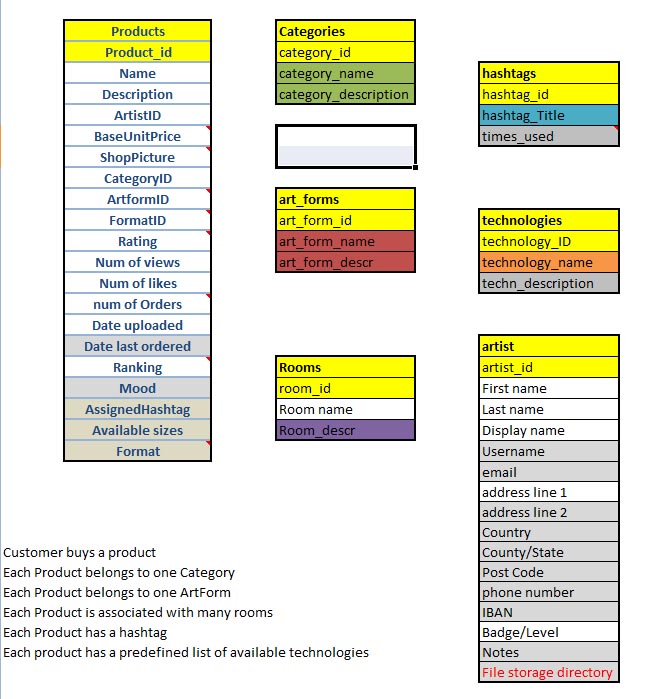 Products
Product_id
Name
Description
ArtistID
BaseUnitPrice
ShopPicture
CategoryID
ArtformID
FormatID
Rating
Num of views
Num of likes
num of Orders
Date uploaded
Date last ordered
Ranking
Mood
AssignedHashtag
Available sizes
Format
Categories
category_id
category_name
category_description
art_forms
art_form_id
art_form_name
art_form_descr
Rooms
room_id
Room name
Room_descr
hashtags
hashtag_id
hashtag_Title
times_used
technologies
technology_ID
technology_name
techn_description
artist
artist_id
First name
Last name
Display name
Username
email
address line 1
address line 2
Country
County/State
Post Code
phone number
IBAN
Badge/Level
Notes
File storage directory
Customer buys a product
Each Product belongs to one Category
Each Product belongs to one ArtForm
Each Product is associated with many rooms
Each Product has a hashtag
Each product has a predefined list of available technologies